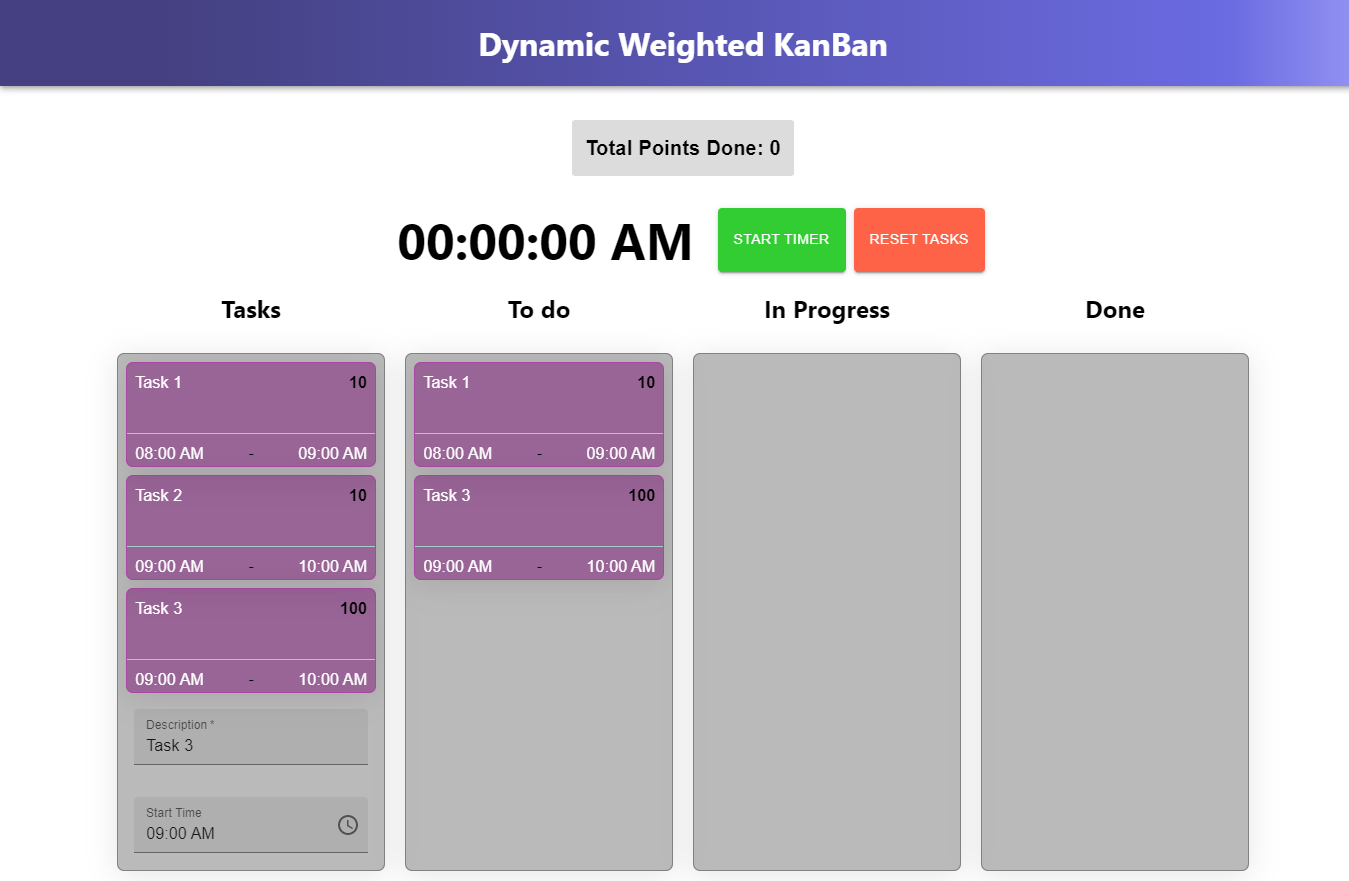 Dynamic Weighted KanBan
Total Points Done: 0
00:00:00 AM
START TIMER
RESET TASKS
Tasks
Task 1 10
08:00 AM - 09:00 AM
Task 2 10
09:00 AM - 10:00 AM
Task 3 100
09:00 AM - 10:00 AM
Description *
Task 3
Start Time
09:00 AM
To do
Task 1 10
08:00 AM - 09:00 AM
Task 3 100
09:00 AM - 10:00 AM
In Progress
Done